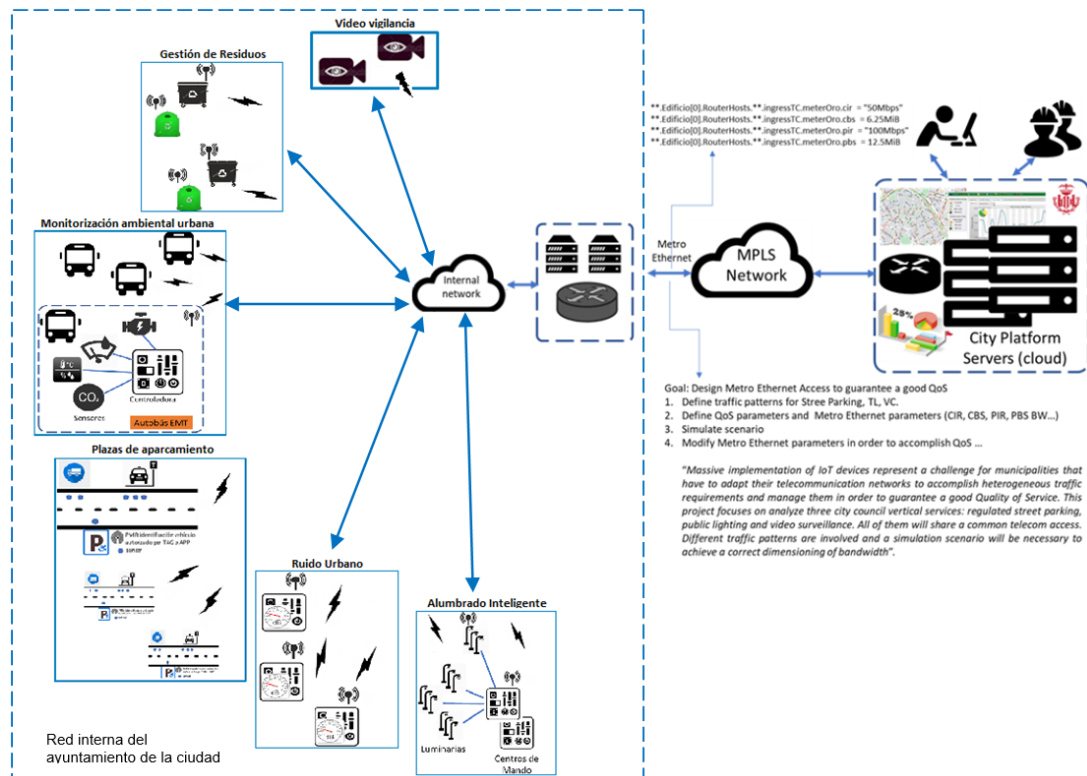 Video vigilancia
Gestión de Residuos
Monitorización ambiental urbana
CO₂
Sensores
Controladora
Autobús EMT
Plazas de aparcamiento
PMR identificación vehículo
autorizado por TAG o APP
Ruido Urbano
Alumbrado Inteligente
Luminarias
Centros de
Mando
Red interna del
ayuntamiento de la ciudad
Internal
network
Metro
Ethernet
MPLS
Network
**.Edificio[0].RouterHosts.**.ingressTC.meterOro.cir = "50Mbps"
**.Edificio[0].RouterHosts.**.ingressTC.meterOro.cbs = 6.25MiB
**.Edificio[0].RouterHosts.**.ingressTC.meterOro.pir = "100Mbps"
**.Edificio[0].RouterHosts.**.ingressTC.meterOro.pbs = 12.5MiB
25%
City Platform
Servers (cloud)
Goal: Design Metro Ethernet Access to guarantee a good QoS
1. Define traffic patterns for Stree Parking, TL, VC.
2. Define QoS parameters and Metro Ethernet parameters (CIR, CBS, PIR, PBS BW...)
3. Simulate scenario
4. Modify Metro Ethernet parameters in order to accomplish QoS ...
"Massive implementation of IoT devices represent a challenge for municipalities that
have to adapt their telecommunication networks to accomplish heterogeneous traffic
requirements and manage them in order to guarantee a good Quality of Service. This
project focuses on analyze three city council vertical services: regulated street parking,
public lighting and video surveillance. All of them will share a common telecom access.
Different traffic patterns are involved and a simulation scenario will be necessary to
achieve a correct dimensioning of bandwidth".